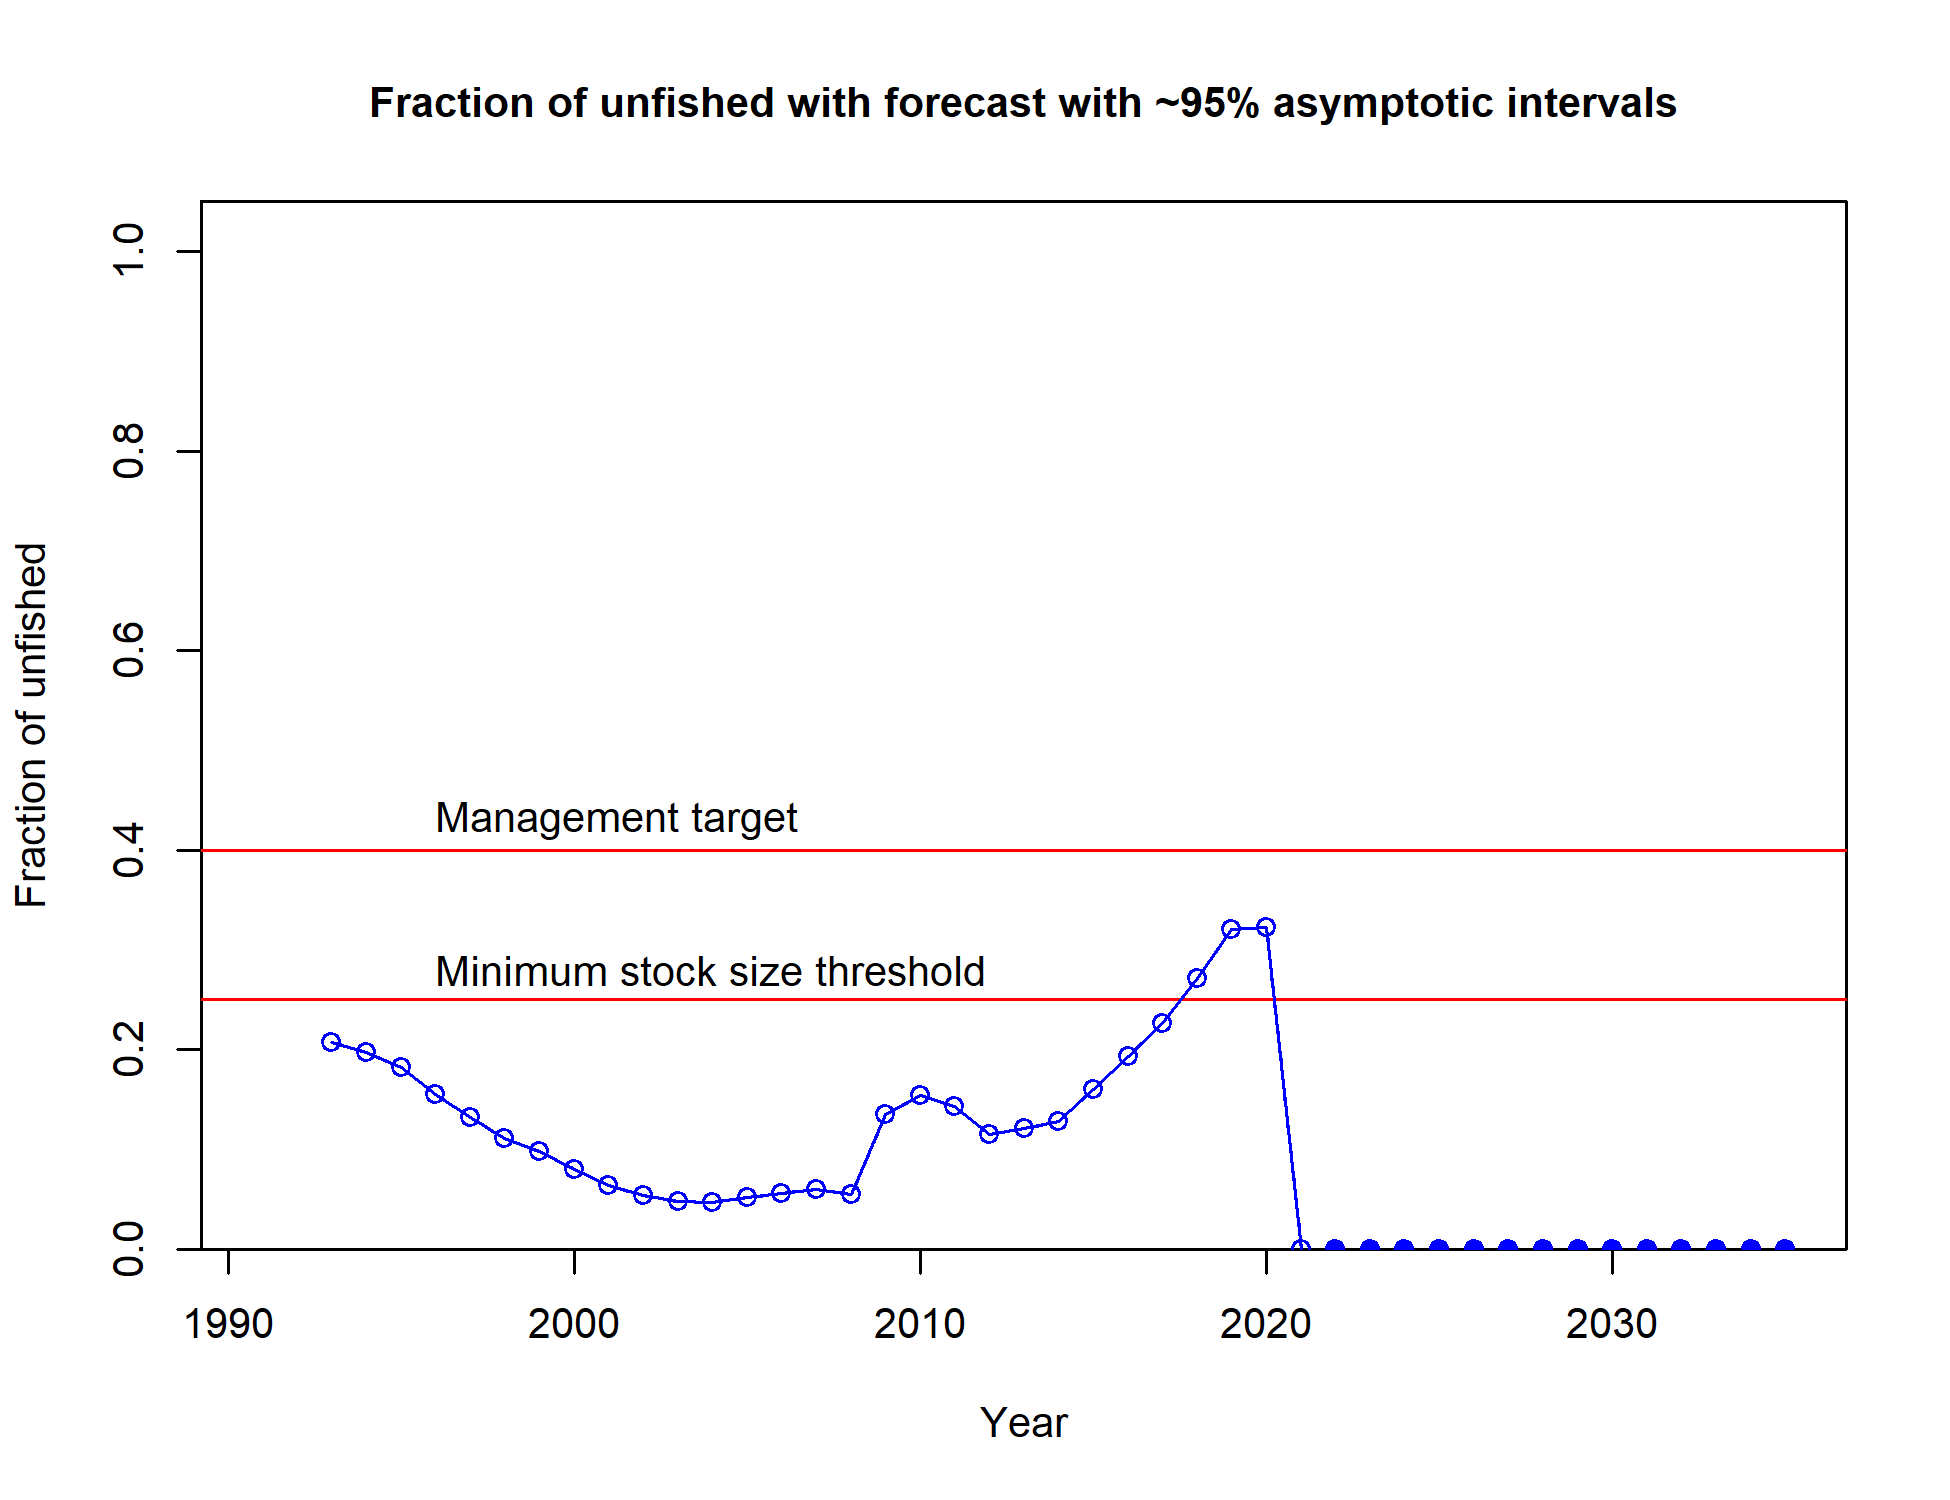 Fraction of unfished with forecast with ~95% asymptotic intervals
1.0
0.8
0.6
0.4
0.2
0.0
Fraction of unfished
Management target
Minimum stock size threshold
1990 2000 2010 2020 2030
Year